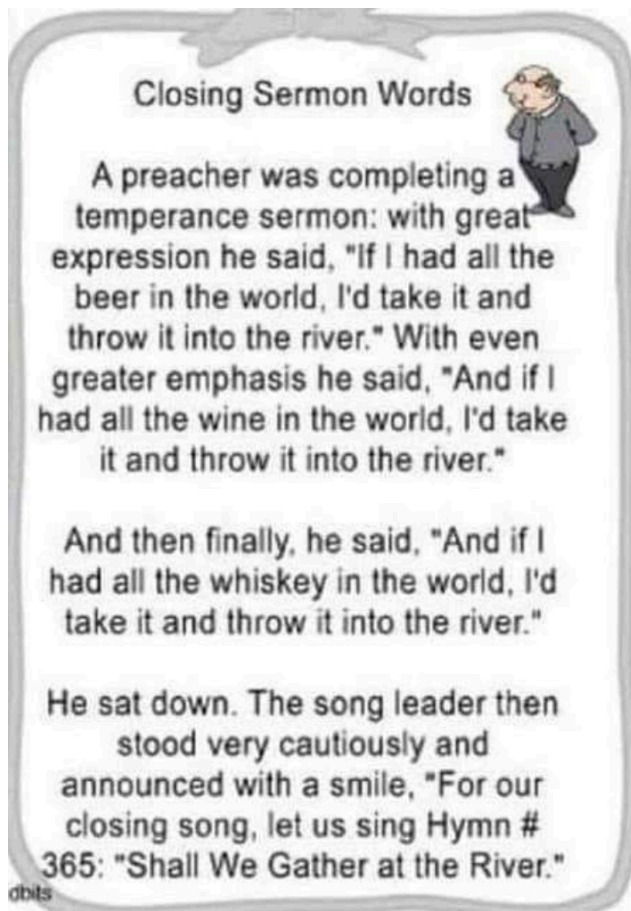 Closing Sermon Words
A preacher was completing a
temperance sermon: with great
expression he said, "If I had all the
beer in the world, I'd take it and
throw it into the river." With even
greater emphasis he said, "And if I
had all the wine in the world, I'd take
it and throw it into the river."
And then finally, he said, "And if I
had all the whiskey in the world, I'd
take it and throw it into the river."
He sat down. The song leader then
stood very cautiously and
announced with a smile, "For our
closing song, let us sing Hymn #
365: "Shall We Gather at the River."
dbits